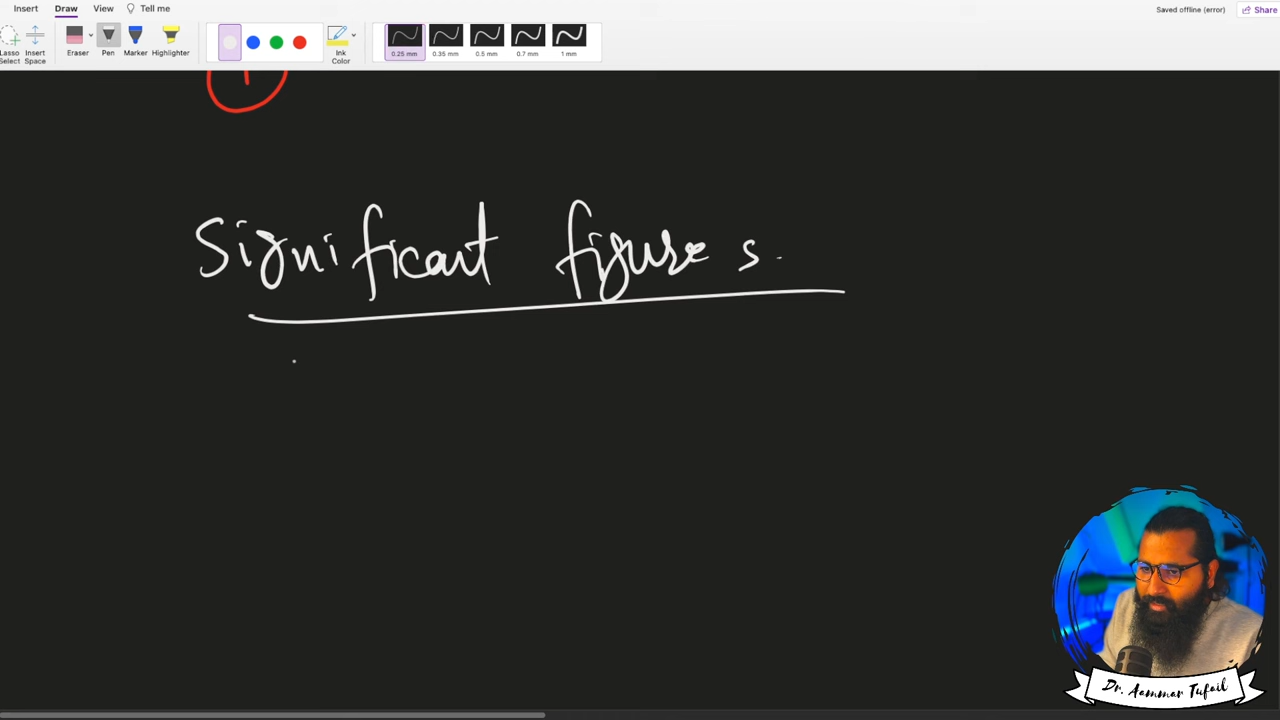 Insert Draw View Tell me
Saved offline (error) Share
Lasso Select
Insert Space
Eraser
Pen
Marker
Highlighter
Ink Color
0.25 mm
0.35 mm
0.5 mm
0.7 mm
1 mm
Significant figures.
Dr. Aammar Tufail